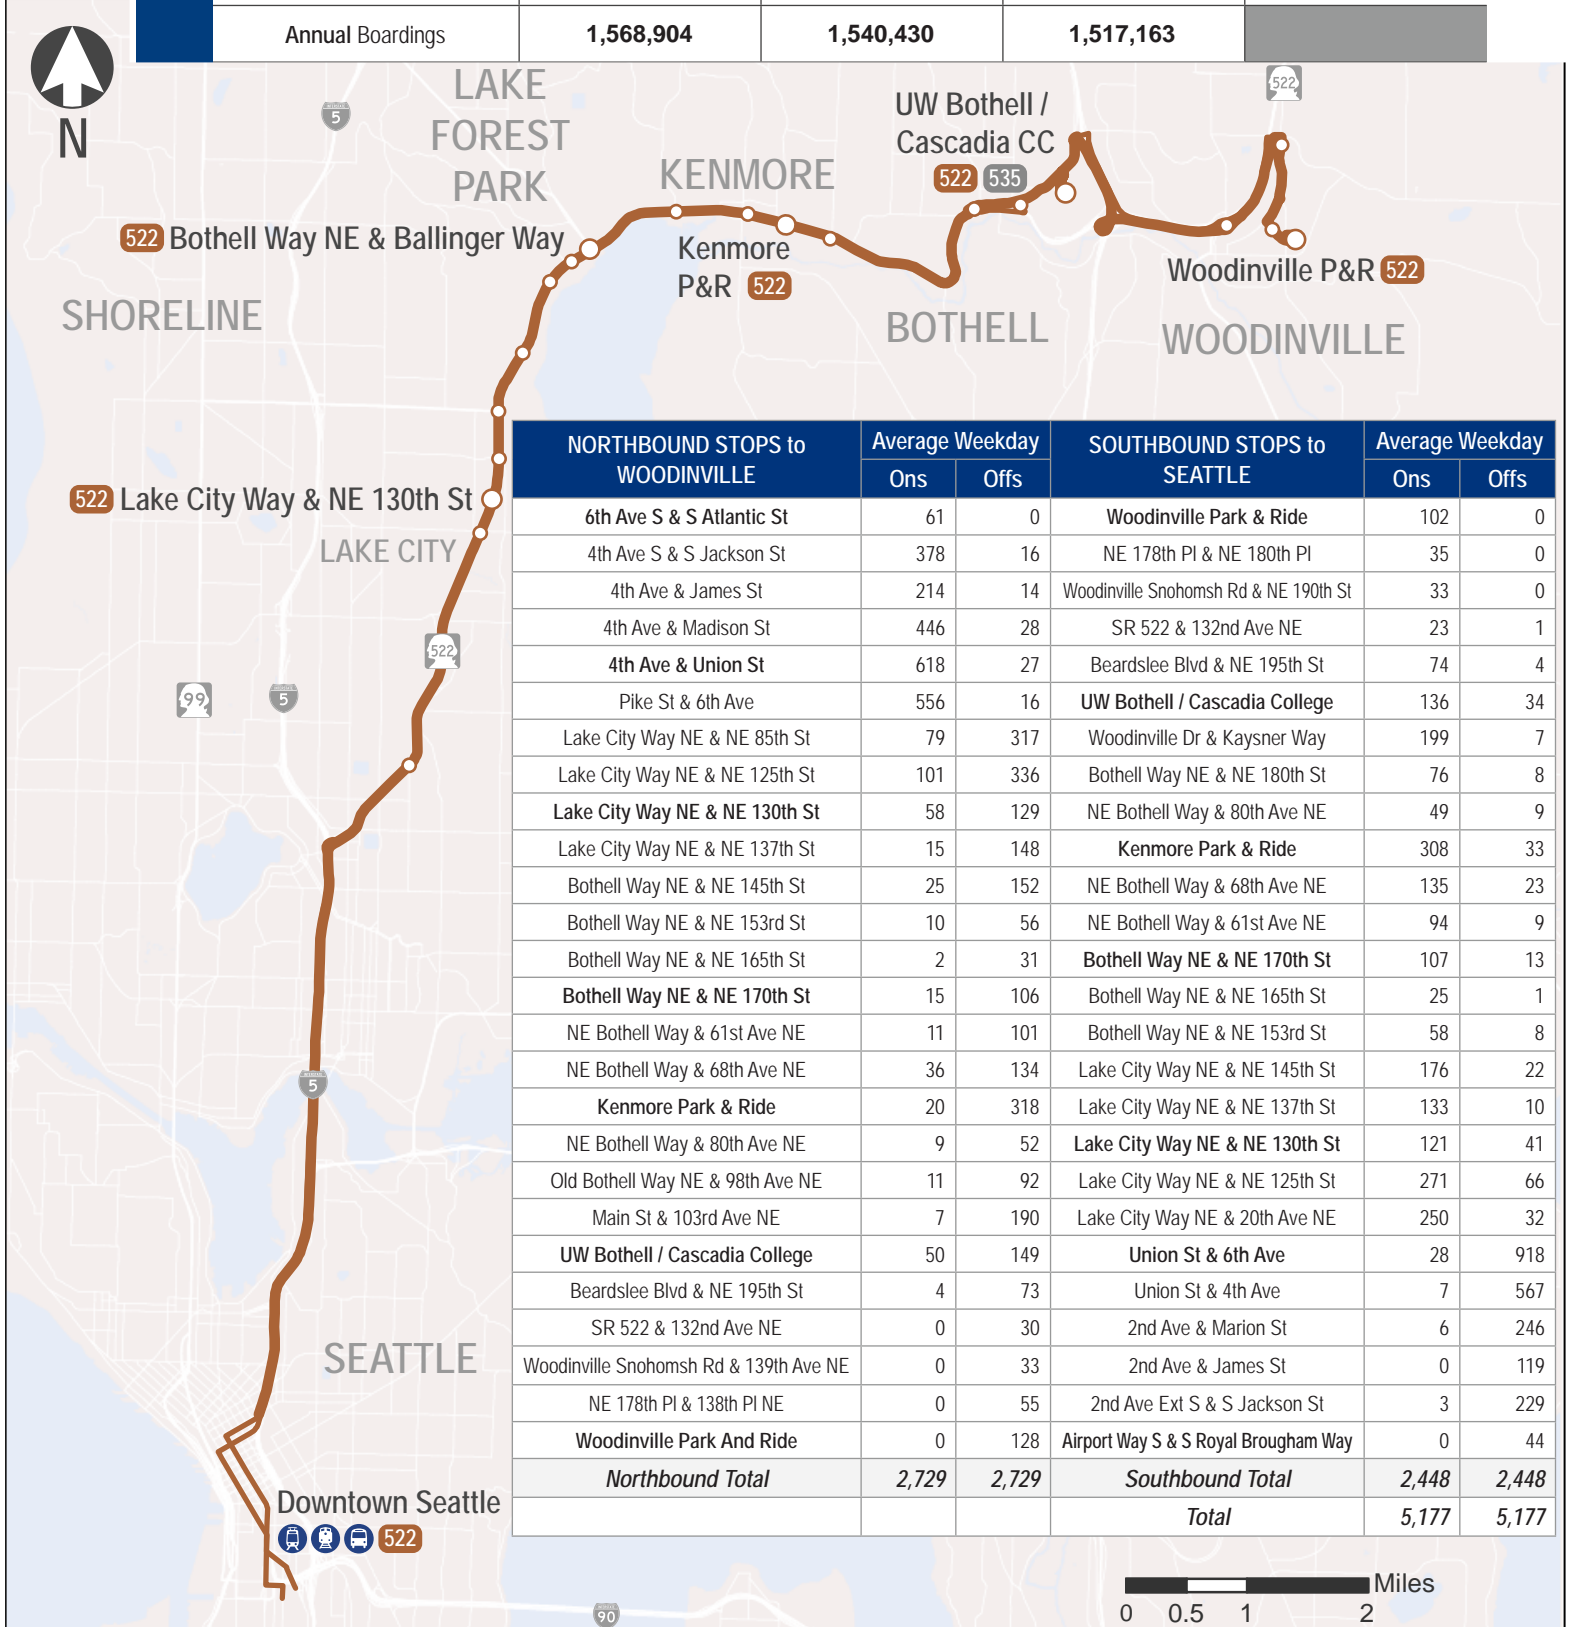 Annual Boardings 1,568,904 1,540,430 1,517,163
N
5
522
LAKE
FOREST
PARK
KENMORE
UW Bothell /
Cascadia CC
522 535
522 Bothell Way NE & Ballinger Way
Kenmore
P&R 522
Woodinville P&R 522
SHORELINE
BOTHELL
WOODINVILLE
522 Lake City Way & NE 130th St
LAKE CITY
522
99
5
5
SEATTLE
Downtown Seattle
522
90
NORTHBOUND STOPS to WOODINVILLE Average Weekday SOUTHBOUND STOPS to SEATTLE Average Weekday
Ons Offs Ons Offs
6th Ave S & S Atlantic St 61 0 Woodinville Park & Ride 102 0
4th Ave S & S Jackson St 378 16 NE 178th Pl & NE 180th Pl 35 0
4th Ave & James St 214 14 Woodinville Snohomsh Rd & NE 190th St 33 0
4th Ave & Madison St 446 28 SR 522 & 132nd Ave NE 23 1
4th Ave & Union St 618 27 Beardslee Blvd & NE 195th St 74 4
Pike St & 6th Ave 556 16 UW Bothell / Cascadia College 136 34
Lake City Way NE & NE 85th St 79 317 Woodinville Dr & Kaysner Way 199 7
Lake City Way NE & NE 125th St 101 336 Bothell Way NE & NE 180th St 76 8
Lake City Way NE & NE 130th St 58 129 NE Bothell Way & 80th Ave NE 49 9
Lake City Way NE & NE 137th St 15 148 Kenmore Park & Ride 308 33
Bothell Way NE & NE 145th St 25 152 NE Bothell Way & 68th Ave NE 135 23
Bothell Way NE & NE 153rd St 10 56 NE Bothell Way & 61st Ave NE 94 9
Bothell Way NE & NE 165th St 2 31 Bothell Way NE & NE 170th St 107 13
Bothell Way NE & NE 170th St 15 106 Bothell Way NE & NE 165th St 25 1
NE Bothell Way & 61st Ave NE 11 101 Bothell Way NE & NE 153rd St 58 8
NE Bothell Way & 68th Ave NE 36 134 Lake City Way NE & NE 145th St 176 22
Kenmore Park & Ride 20 318 Lake City Way NE & NE 137th St 133 10
NE Bothell Way & 80th Ave NE 9 52 Lake City Way NE & NE 130th St 121 41
Old Bothell Way NE & 98th Ave NE 11 92 Lake City Way NE & NE 125th St 271 66
Main St & 103rd Ave NE 7 190 Lake City Way NE & 20th Ave NE 250 32
UW Bothell / Cascadia College 50 149 Union St & 6th Ave 28 918
Beardslee Blvd & NE 195th St 4 73 Union St & 4th Ave 7 567
SR 522 & 132nd Ave NE 0 30 2nd Ave & Marion St 6 246
Woodinville Snohomsh Rd & 139th Ave NE 0 33 2nd Ave & James St 0 119
NE 178th Pl & 138th Pl NE 0 55 2nd Ave Ext S & S Jackson St 3 229
Woodinville Park And Ride 0 128 Airport Way S & S Royal Brougham Way 0 44
Northbound Total 2,729 2,729 Southbound Total 2,448 2,448
Total 5,177 5,177
Miles
0 0.5 1 2